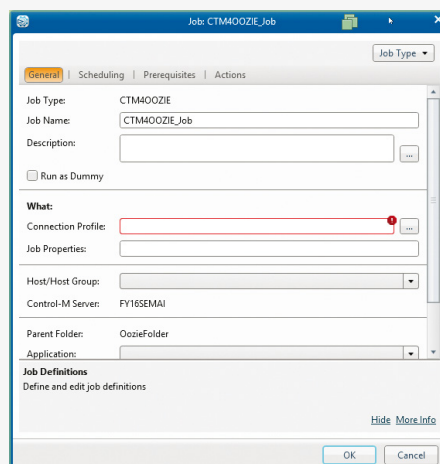 Job: CTM4OOZIE_Job
Job Type
General | Scheduling | Prerequisites | Actions
Job Type: CTM4OOZIE
Job Name: CTM4OOZIE_Job
Description:
...
Run as Dummy
What:
Connection Profile: ! ...
Job Properties:
Host/Host Group:
Control-M Server: FY16SEMAI
Parent Folder: OozieFolder
Application:
Job Definitions
Define and edit job definitions
Hide More Info
OK Cancel